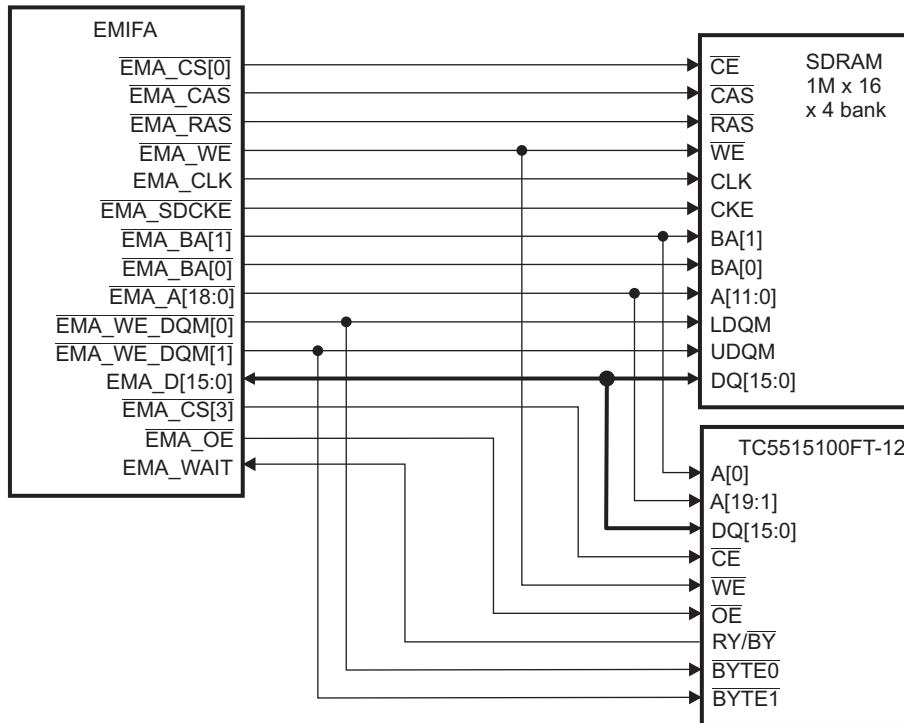 EMIFA
EMA_CS[0]
EMA_CAS
EMA_RAS
EMA_WE
EMA_CLK
EMA_SDCKE
EMA_BA[1]
EMA_BA[0]
EMA_A[18:0]
EMA_WE_DQM[0]
EMA_WE_DQM[1]
EMA_D[15:0]
EMA_CS[3]
EMA_OE
EMA_WAIT
SDRAM
1M x 16
x 4 bank
CE
CAS
RAS
WE
CLK
CKE
BA[1]
BA[0]
A[11:0]
LDQM
UDQM
DQ[15:0]
TC5515100FT-12
A[0]
A[19:1]
DQ[15:0]
CE
WE
OE
RY/BY
BYTE0
BYTE1